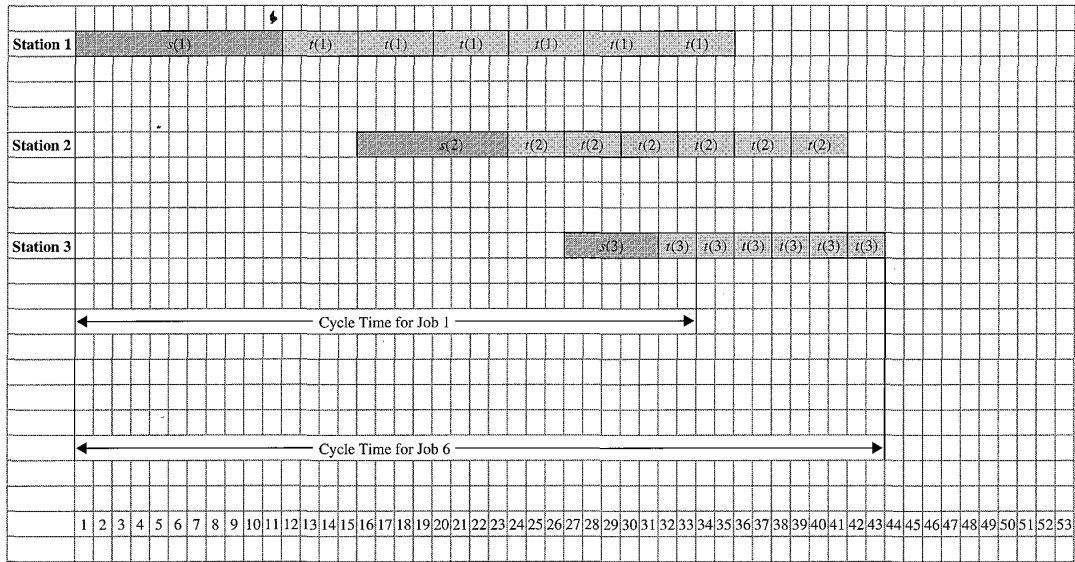 Station 1 s(1) t(1) t(1) t(1) t(1) t(1) t(1)
Station 2 s(2) t(2) t(2) t(2) t(2) t(2) t(2)
Station 3 s(3) t(3) t(3) t(3) t(3) t(3) t(3)
Cycle Time for Job 1
Cycle Time for Job 6
1 2 3 4 5 6 7 8 9 10 11 12 13 14 15 16 17 18 19 20 21 22 23 24 25 26 27 28 29 30 31 32 33 34 35 36 37 38 39 40 41 42 43 44 45 46 47 48 49 50 51 52 53